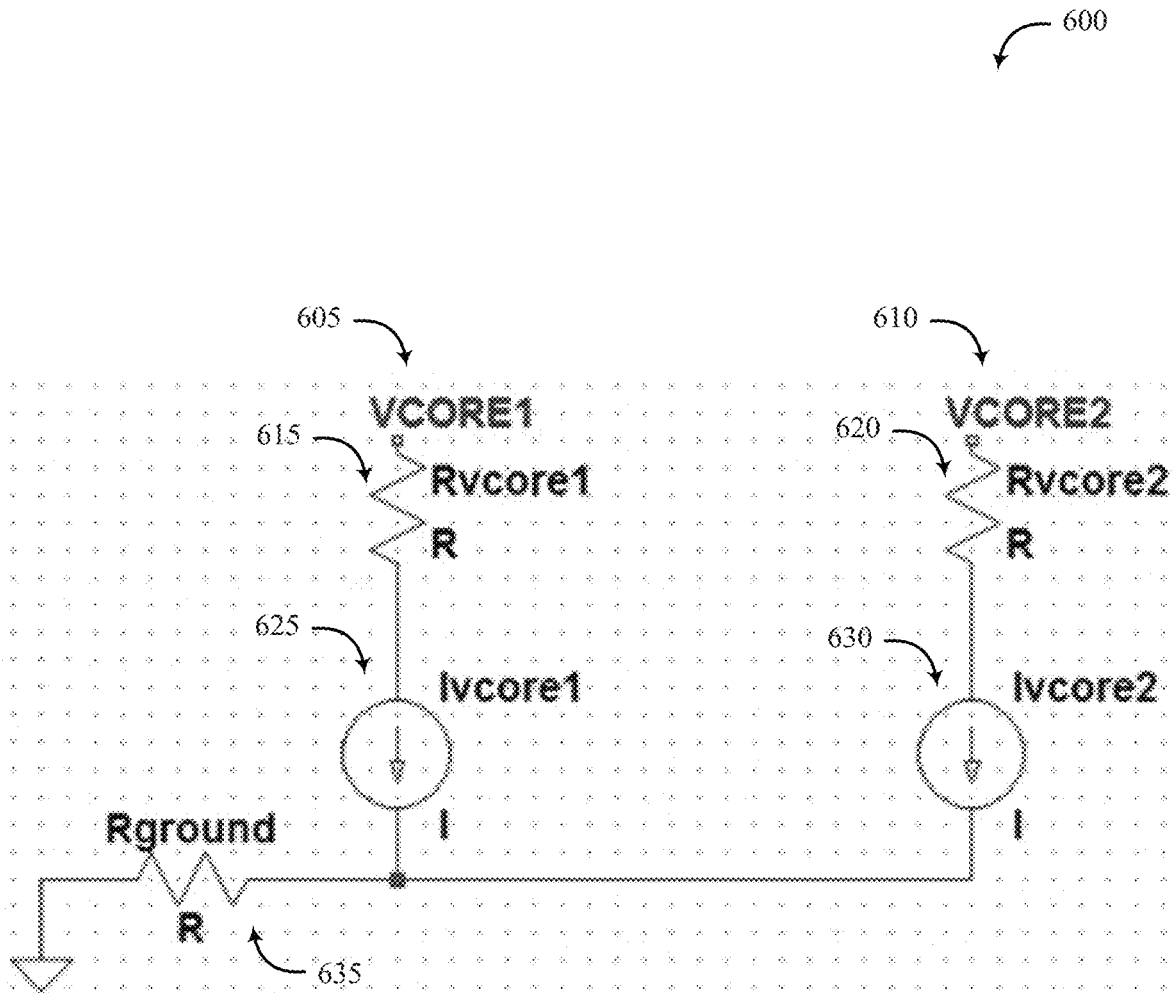 600
605
610
VCORE1
VCORE2
615
620
Rvcore1
Rvcore2
R
R
625
630
Ivcore1
Ivcore2
I
I
Rground
R
635